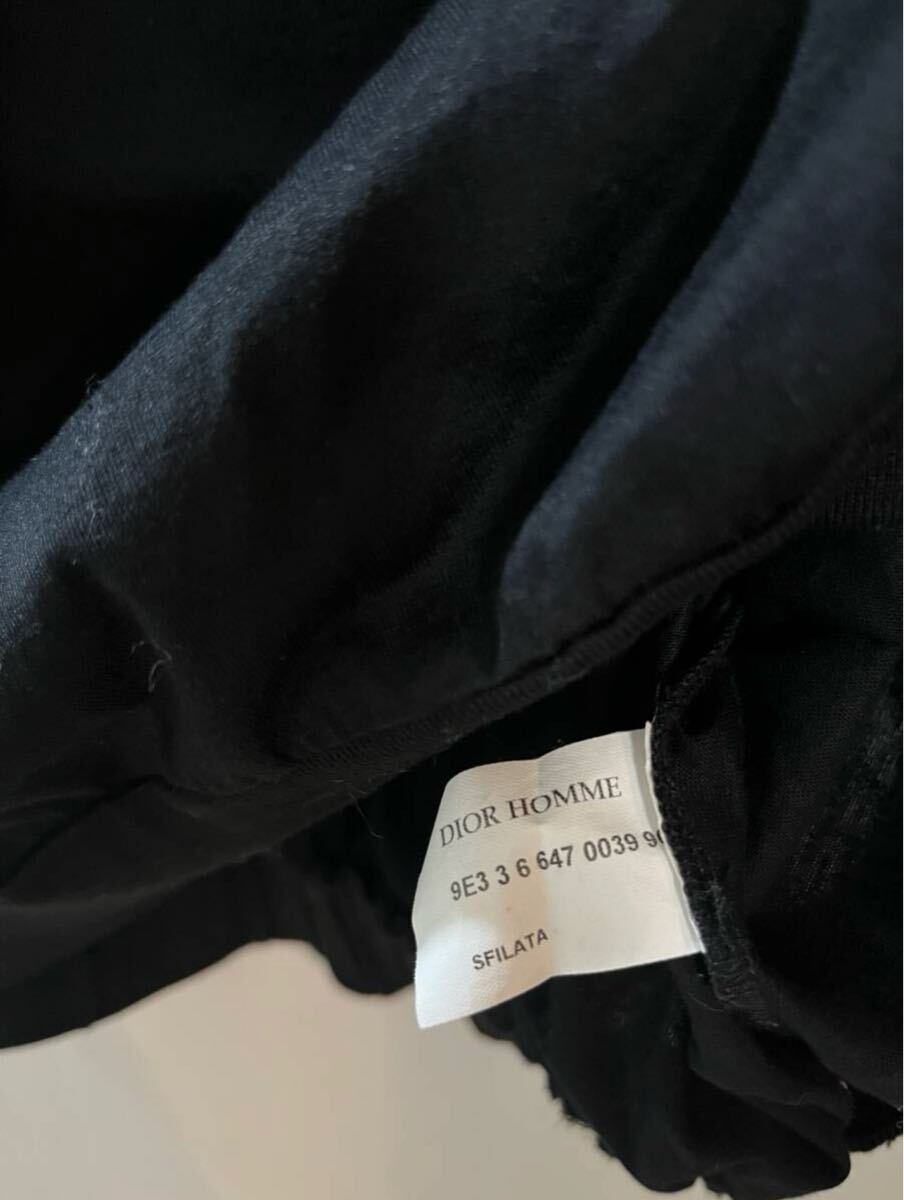 DIOR HOMME
9E3 3 6 647 0039
SFILATA